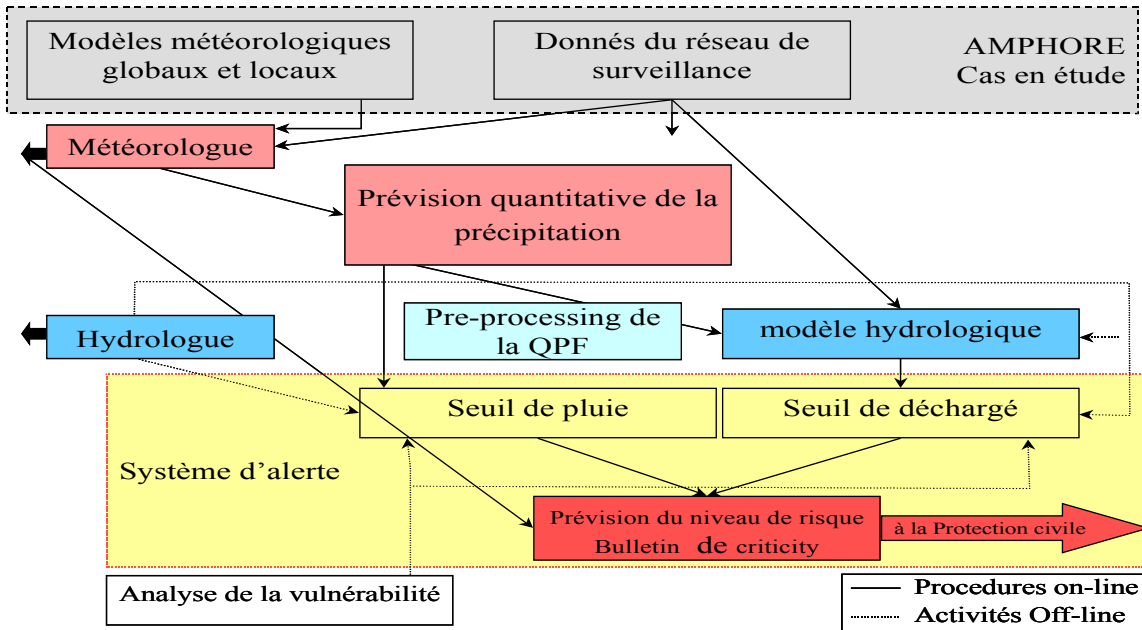 Modèles météorologiques
globaux et locaux
Donnés du réseau de
surveillance
AMPHORE
Cas en étude
Météorologue
Prévision quantitative de la
précipitation
Hydrologue
Pre-processing de
la QPF
modèle hydrologique
Seuil de pluie
Seuil de déchargé
Système d'alerte
Prévision du niveau de risque
Bulletin de criticity
à la Protection civile
Analyse de la vulnérabilité
Procedures on-line
Activités Off-line